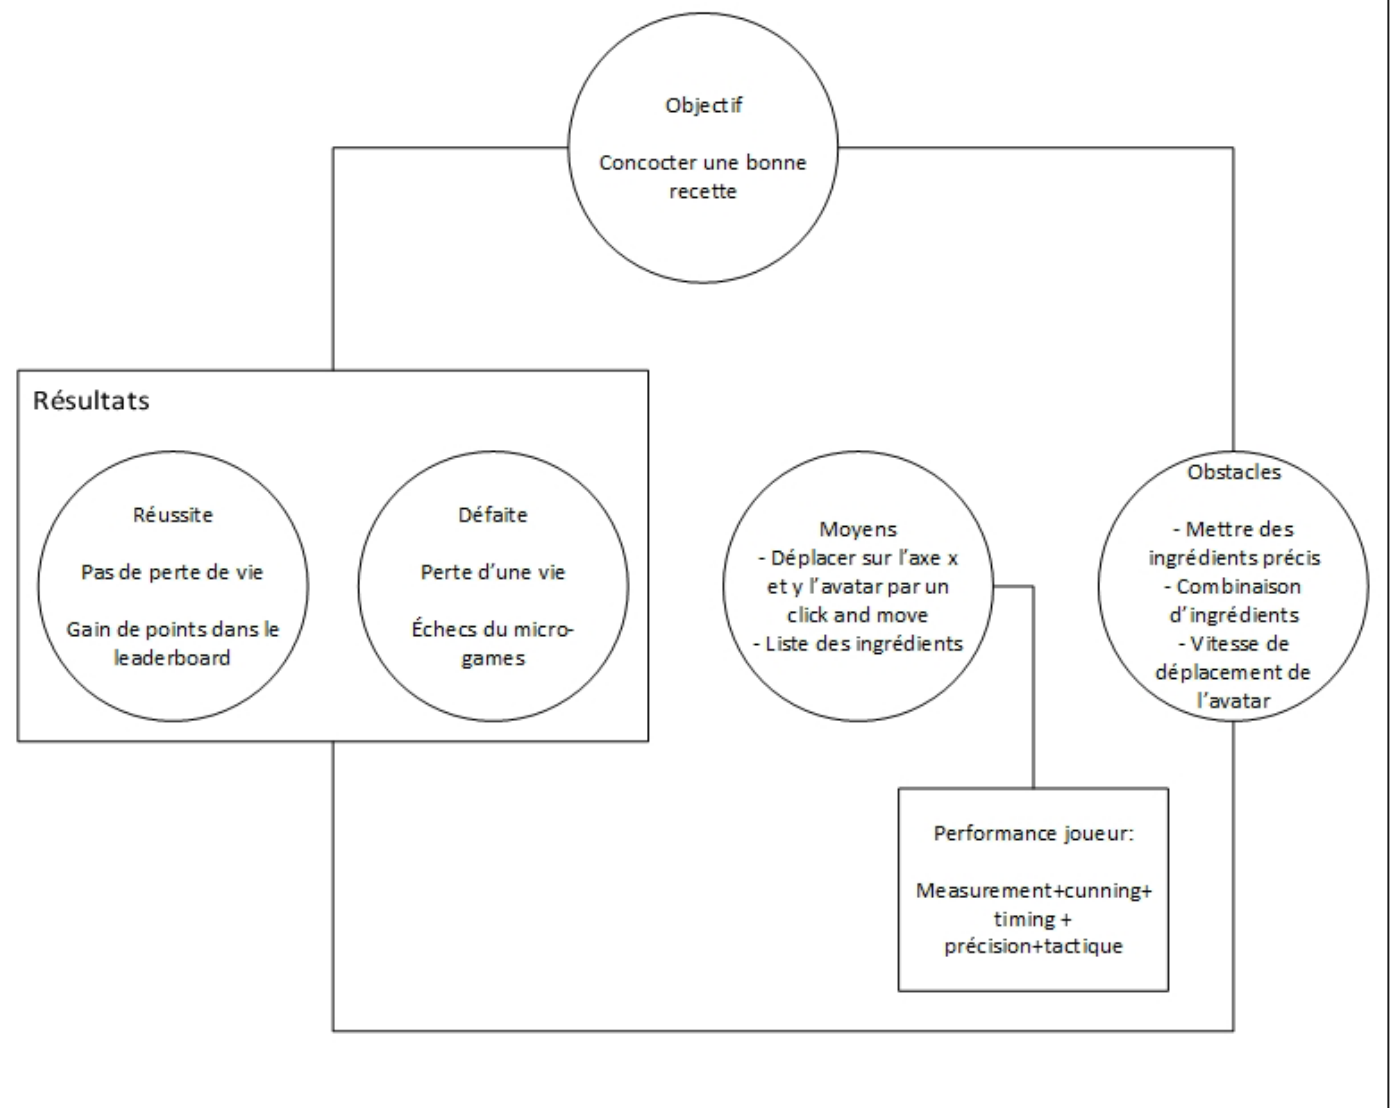 Objectif
Concocter une bonne
recette
Résultats
Réussite
Pas de perte de vie
Gain de points dans le
leaderboard
Défaite
Perte d'une vie
Échecs du micro-
games
Moyens
- Déplacer sur l'axe x
et y l'avatar par un
click and move
- Liste des ingrédients
Obstacles
- Mettre des
ingrédients précis
- Combinaison
d'ingrédients
- Vitesse de
déplacement de
l'avatar
Performance joueur:
Measurement+cunning+
timing +
précision+tactique